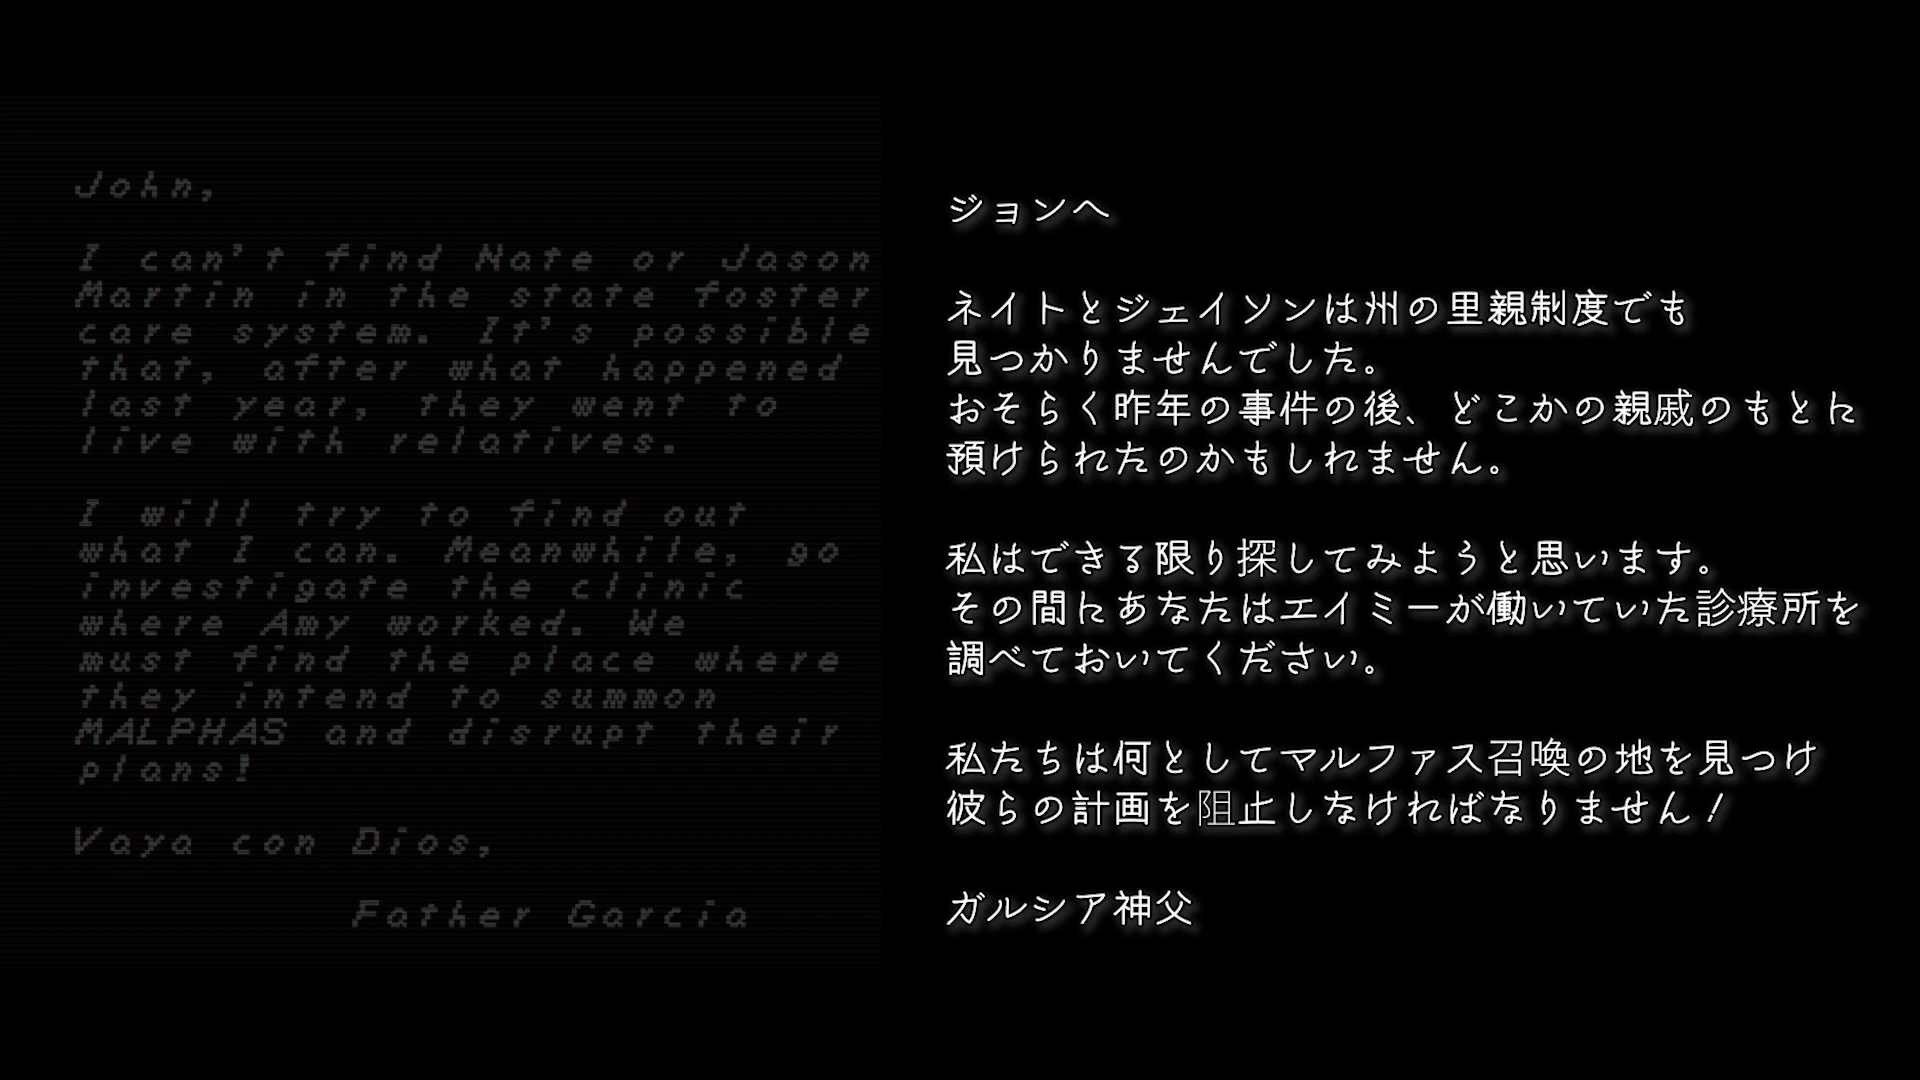 John,
I can't find Nate or Jason
Martin in the state foster
care system. It's possible
that, after what happened
last year, they went to
live with relatives.
I will try to find out
what I can. Meanwhile, go
investigate the clinic
where Amy worked. We
must find the place where
they intend to summon
MALPHAS and disrupt their
plans!
Vaya con Dios,
Father Garcia
ジョンへ
ネイトとジェイソンは州の里親制度でも
見つかりませんでした。
おそらく昨年の事件の後、どこかの親戚のもとに
預けられたのかもしれません。
私はできる限り探してみようと思います。
その間にあなたはエイミーが働いていた診療所を
調べておいてください。
私たちは何としてマルファス召喚の地を見つけ
彼らの計画を阻止しなければなりません！
ガルシア神父